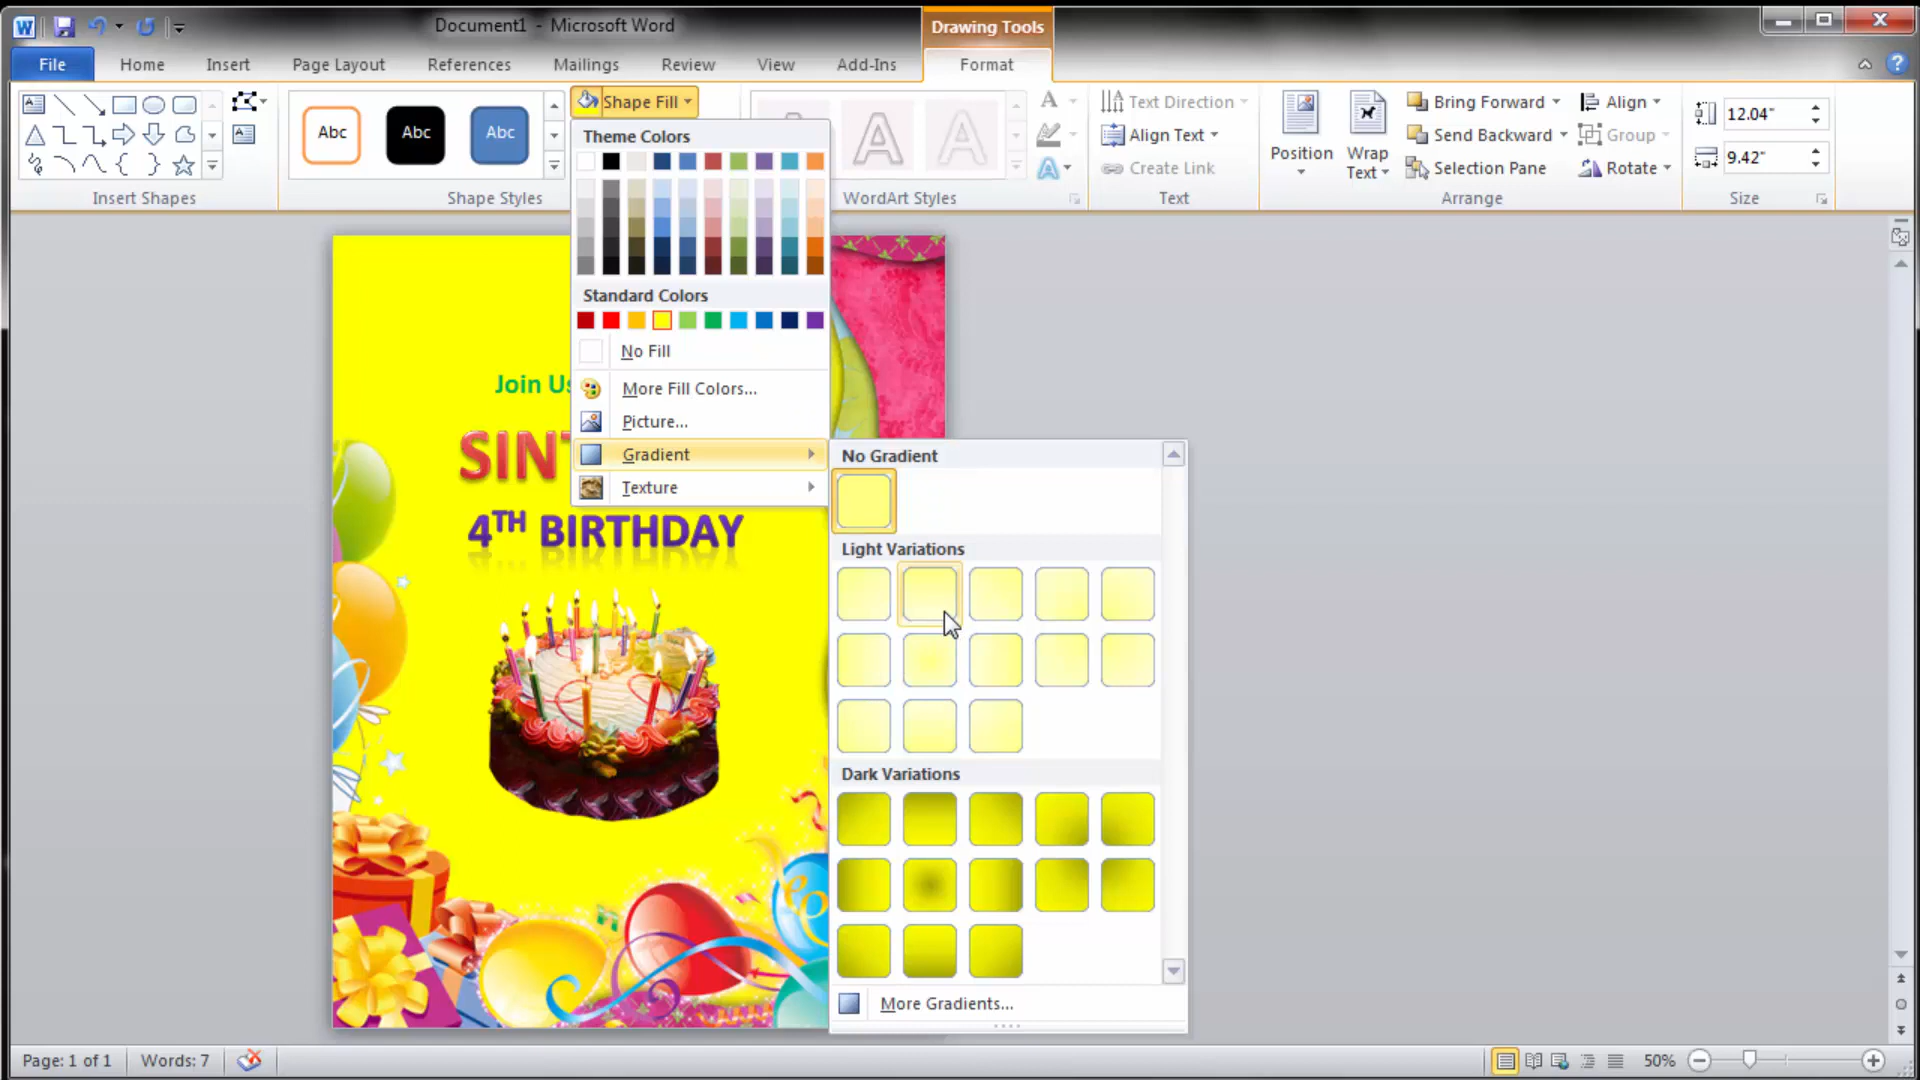 Document1 - Microsoft Word
Drawing Tools
File Home Insert Page Layout References Mailings Review View Add-Ins Format
Abc Abc Abc
Shape Fill
Text Direction
Align Text
Create Link
Position
Wrap Text
Bring Forward
Send Backward
Selection Pane
Align
Group
Rotate
12.04"
9.42"
Insert Shapes Shape Styles WordArt Styles Text Arrange Size
Theme Colors
Standard Colors
No Fill
More Fill Colors...
Picture...
Gradient
Texture
No Gradient
Light Variations
Dark Variations
More Gradients...
Join
4TH BIRTHDAY
Page: 1 of 1 Words: 7 50%